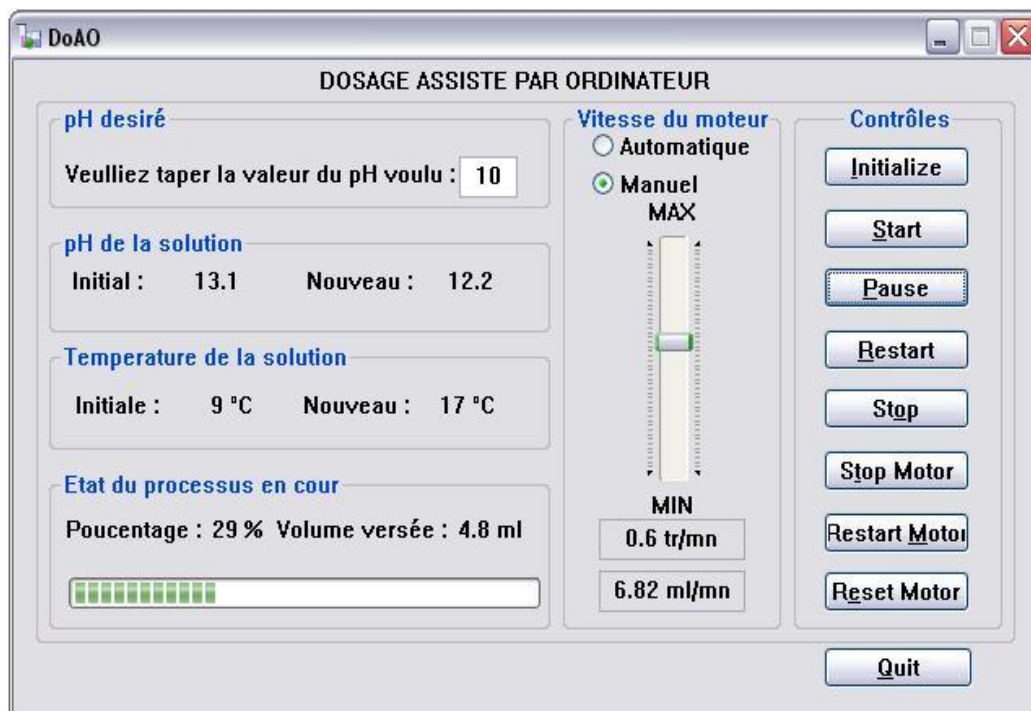 DoAO
DOSAGE ASSISTE PAR ORDINATEUR
pH desiré
Veulliez taper la valeur du pH voulu : 10
pH de la solution
Initial : 13.1 Nouveau : 12.2
Temperature de la solution
Initiale : 9 °C Nouveau : 17 °C
Etat du processus en cour
Poucentage : 29 % Volume versée : 4.8 ml
Vitesse du moteur
Automatique
Manuel
MAX
MIN
0.6 tr/mn
6.82 ml/mn
Contrôles
Initialize
Start
Pause
Restart
Stop
Stop Motor
Restart Motor
Reset Motor
Quit